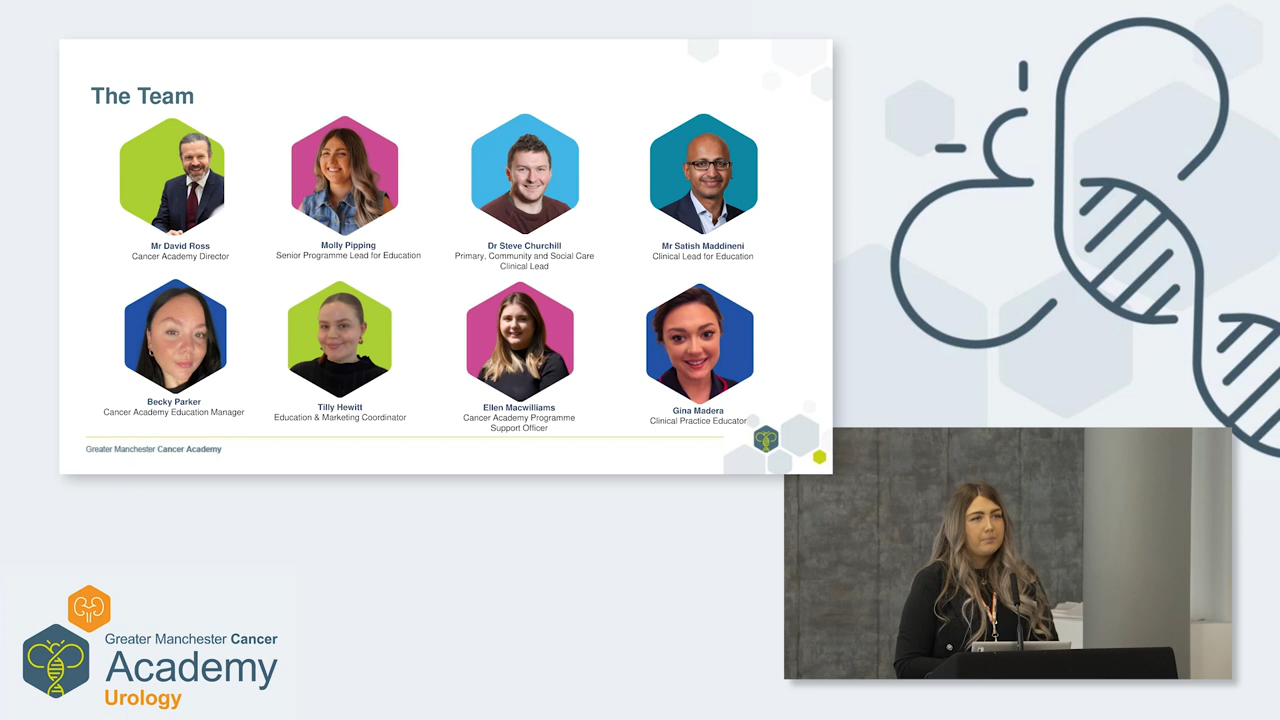 The Team
Mr David Ross
Cancer Academy Director
Molly Pipping
Senior Programme Lead for Education
Dr Steve Churchill
Primary, Community and Social Care
Clinical Lead
Mr Satish Maddineni
Clinical Lead for Education
Becky Parker
Cancer Academy Education Manager
Tilly Hewitt
Education & Marketing Coordinator
Ellen Macwilliams
Cancer Academy Programme
Support Officer
Gina Madera
Clinical Practice Educator
Greater Manchester Cancer Academy
Greater Manchester Cancer
Academy
Urology